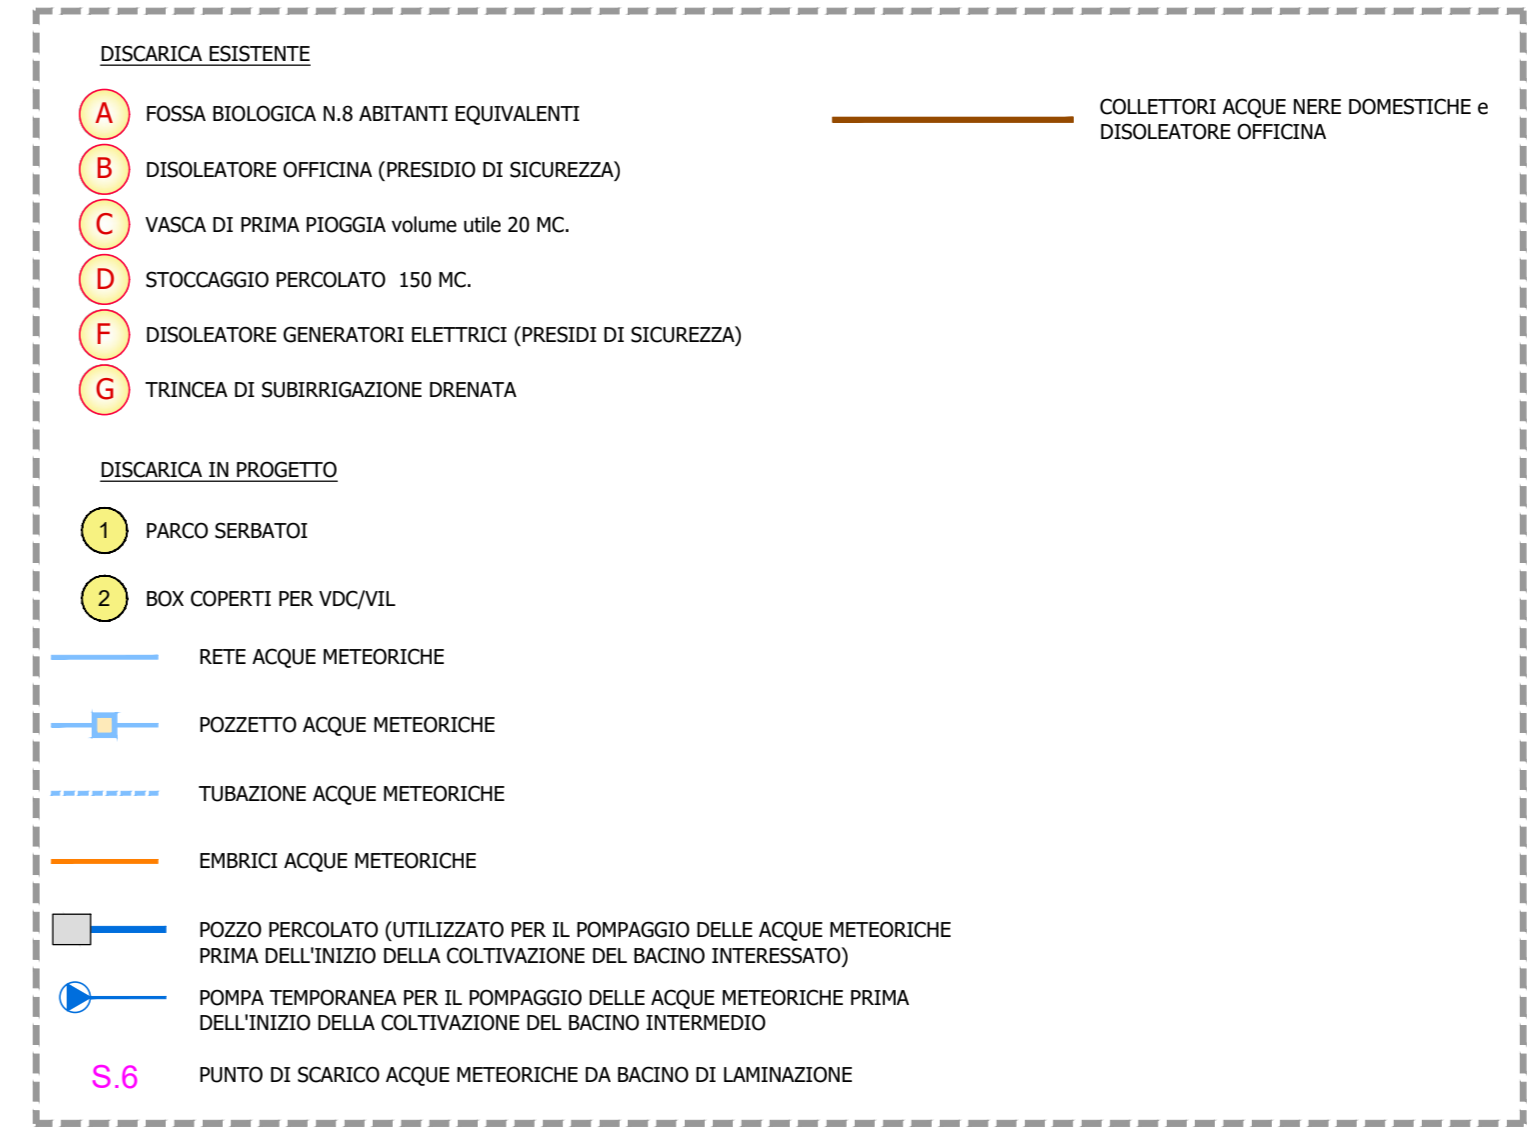 DISCARICA ESISTENTE
A FOSSA BIOLOGICA N.8 ABITANTI EQUIVALENTI
B DISOLEATORE OFFICINA (PRESIDIO DI SICUREZZA)
C VASCA DI PRIMA PIOGGIA volume utile 20 MC.
D STOCCAGGIO PERCOLATO 150 MC.
F DISOLEATORE GENERATORI ELETTRICI (PRESIDI DI SICUREZZA)
G TRINCEA DI SUBIRRIGAZIONE DRENATA
COLLETTORI ACQUE NERE DOMESTICHE e
DISOLEATORE OFFICINA
DISCARICA IN PROGETTO
1 PARCO SERBATOI
2 BOX COPERTI PER VDC/VIL
RETE ACQUE METEORICHE
POZZETTO ACQUE METEORICHE
TUBAZIONE ACQUE METEORICHE
EMBRICI ACQUE METEORICHE
POZZO PERCOLATO (UTILIZZATO PER IL POMPAGGIO DELLE ACQUE METEORICHE
PRIMA DELL'INIZIO DELLA COLTIVAZIONE DEL BACINO INTERESSATO)
POMPA TEMPORANEA PER IL POMPAGGIO DELLE ACQUE METEORICHE PRIMA
DELL'INIZIO DELLA COLTIVAZIONE DEL BACINO INTERMEDIO
S.6 PUNTO DI SCARICO ACQUE METEORICHE DA BACINO DI LAMINAZIONE